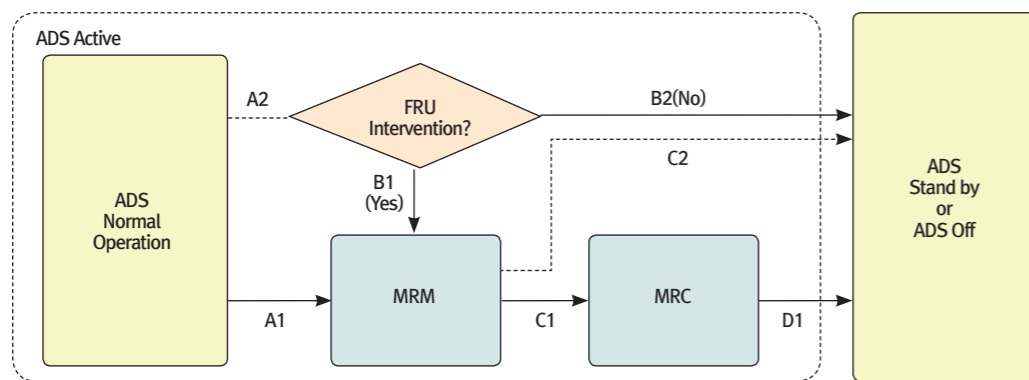 ADS Active
ADS
Normal
Operation
A2
FRU
Intervention?
B2(No)
C2
B1
(Yes)
A1
MRM
C1
MRC
D1
ADS
Stand by
or
ADS Off